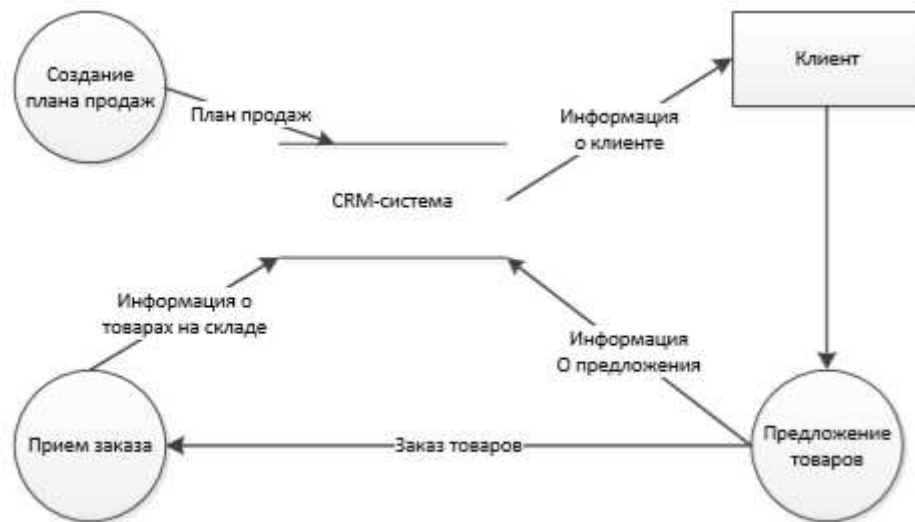 Создание
плана продаж
План продаж
Информация
о клиенте
Клиент
CRM-система
Информация о
товарах на складе
Информация
О предложения
Прием заказа
Заказ товаров
Предложение
товаров